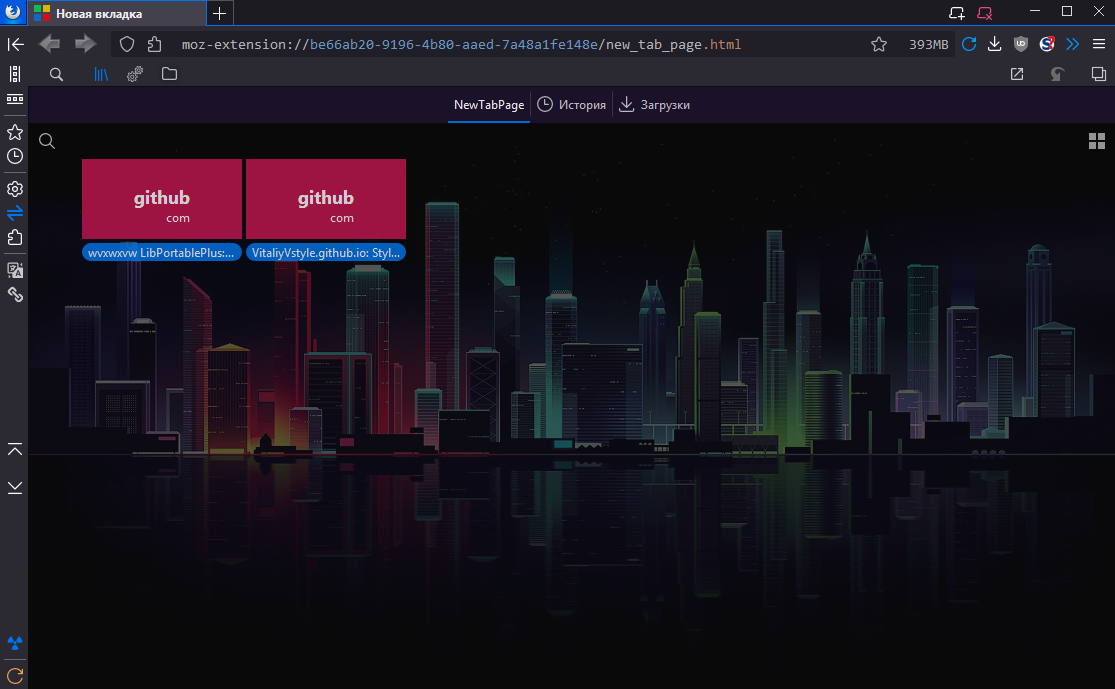 Новая вкладка
moz-extension://be66ab20-9196-4b80-aaed-7a48a1fe148e/new_tab_page.html
393MB
NewTabPage
История
Загрузки
github
com
github
com
wvxwxvw LibPortablePlus:...
VitaliyVstyle.github.io: Styl...